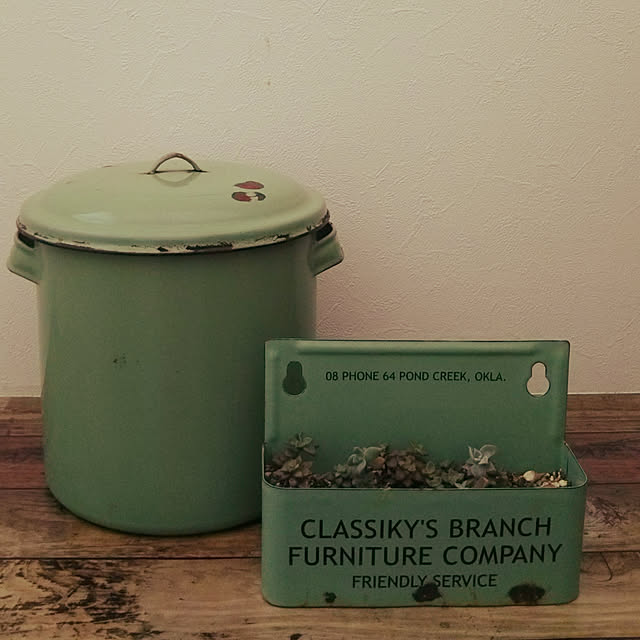 08 PHONE 64 POND CREEK, OKLA.
CLASSIKY'S BRANCH
FURNITURE COMPANY
FRIENDLY SERVICE